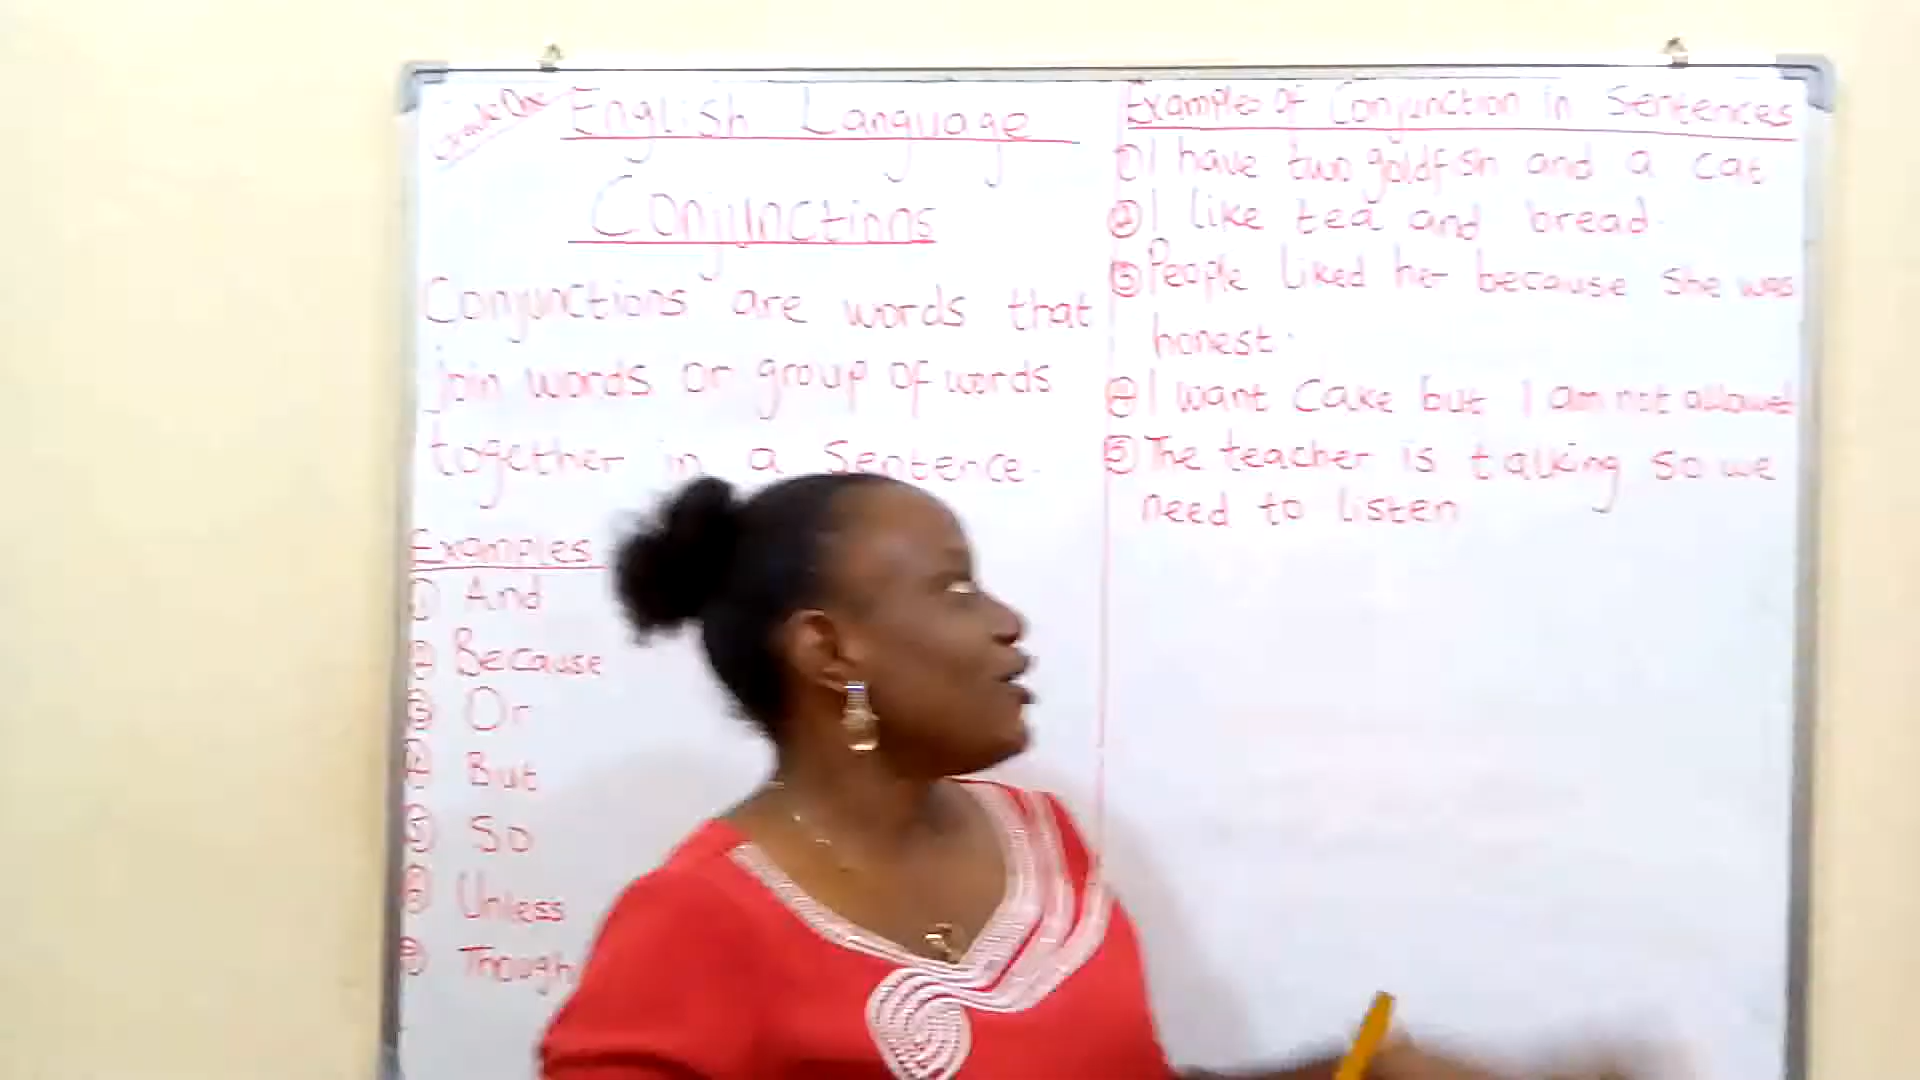 Grade One
English Language
Conjunctions
Conjunctions are words that
join words or group of words
together in a Sentence.
Examples
① And
② Because
③ Or
④ But
⑤ So
⑥ Unless
⑦ Though
Examples Of Conjunction in Sentences
① I have two goldfish and a cat
② I like tea and bread.
③ People liked her because she was
honest.
④ I want Cake but I am not allowed
⑤ The teacher is talking so we
need to listen